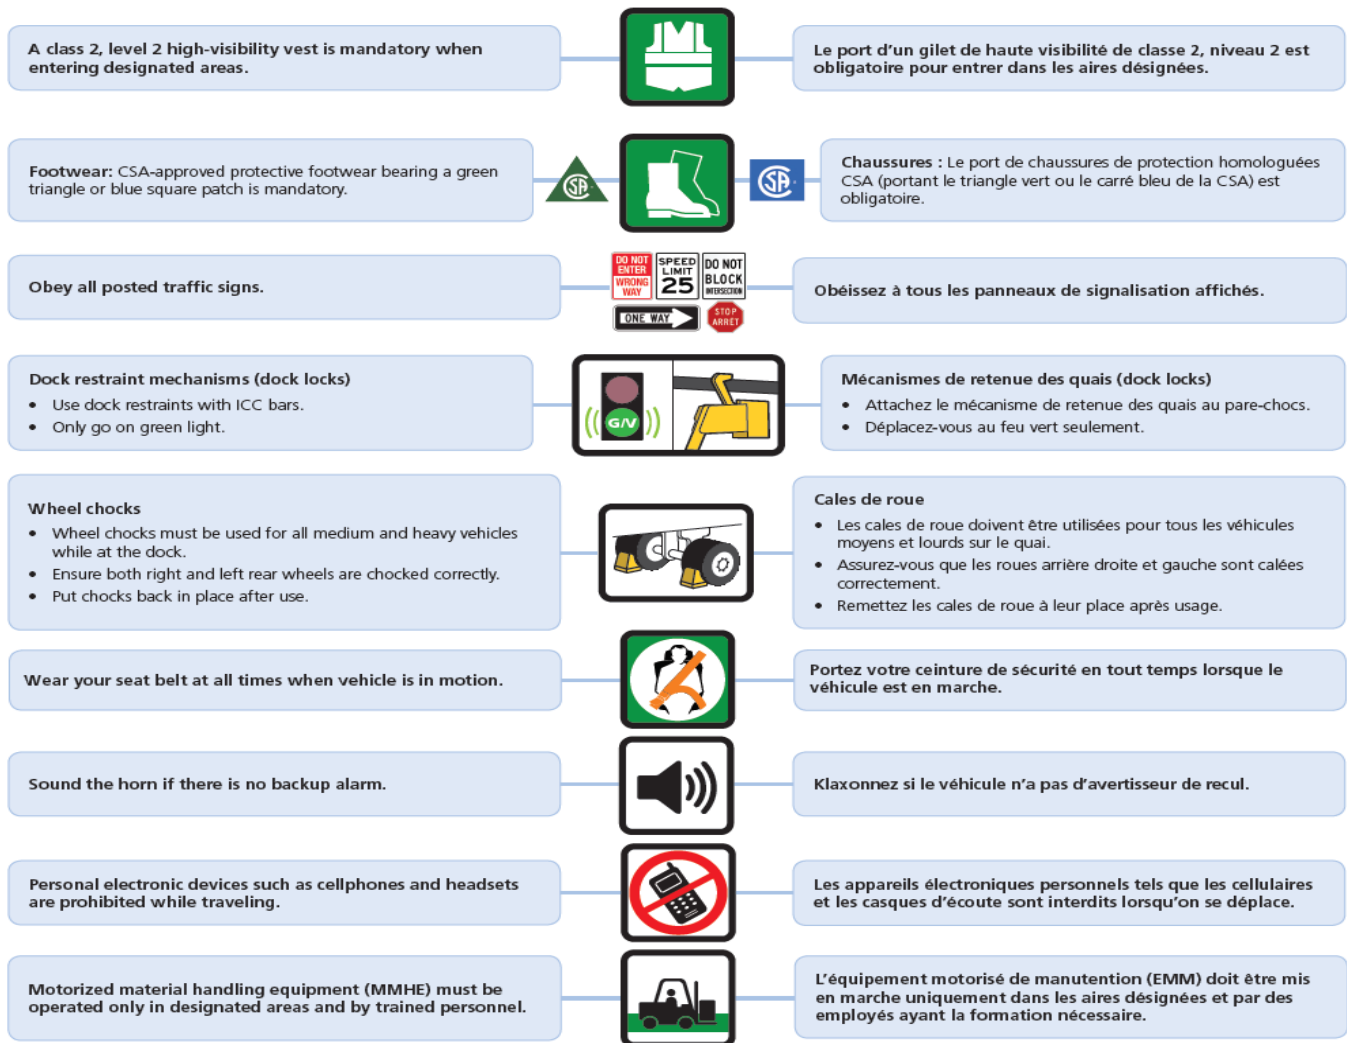 A class 2, level 2 high-visibility vest is mandatory when
entering designated areas.
Le port d'un gilet de haute visibilité de classe 2, niveau 2 est
obligatoire pour entrer dans les aires désignées.
Footwear: CSA-approved protective footwear bearing a green
triangle or blue square patch is mandatory.
CSA
CSA
Chaussures : Le port de chaussures de protection homologuées
CSA (portant le triangle vert ou le carré bleu de la CSA) est
obligatoire.
Obey all posted traffic signs.
DO NOT
ENTER
WRONG
WAY
SPEED
LIMIT
25
DO NOT
BLOCK
INTERSECTION
ONE WAY
STOP
ARRÊT
Obéissez à tous les panneaux de signalisation affichés.
Dock restraint mechanisms (dock locks)
• Use dock restraints with ICC bars.
• Only go on green light.
G/V
Mécanismes de retenue des quais (dock locks)
• Attachez le mécanisme de retenue des quais au pare-chocs.
• Déplacez-vous au feu vert seulement.
Wheel chocks
• Wheel chocks must be used for all medium and heavy vehicles
while at the dock.
• Ensure both right and left rear wheels are chocked correctly.
• Put chocks back in place after use.
Cales de roue
• Les cales de roue doivent être utilisées pour tous les véhicules
moyens et lourds sur le quai.
• Assurez-vous que les roues arrière droite et gauche sont calées
correctement.
• Remettez les cales de roue à leur place après usage.
Wear your seat belt at all times when vehicle is in motion.
Portez votre ceinture de sécurité en tout temps lorsque le
véhicule est en marche.
Sound the horn if there is no backup alarm.
Klaxonnez si le véhicule n'a pas d'avertisseur de recul.
Personal electronic devices such as cellphones and headsets
are prohibited while traveling.
Les appareils électroniques personnels tels que les cellulaires
et les casques d'écoute sont interdits lorsqu'on se déplace.
Motorized material handling equipment (MMHE) must be
operated only in designated areas and by trained personnel.
L'équipement motorisé de manutention (EMM) doit être mis
en marche uniquement dans les aires désignées et par des
employés ayant la formation nécessaire.